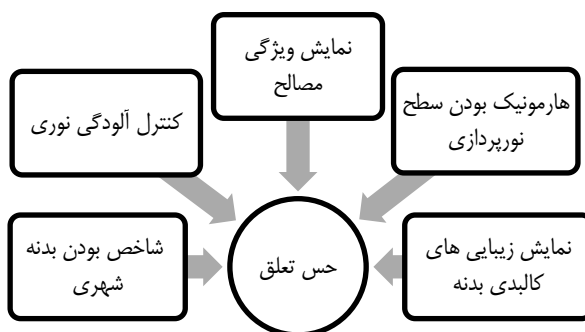 نمایش ویژگی
مصالح
هارمونیک بودن سطح
نورپردازی
کنترل آلودگی نوری
نمایش زیبایی های
کالبدی بدنه
حس تعلق
شاخص بودن بدنه
شهری